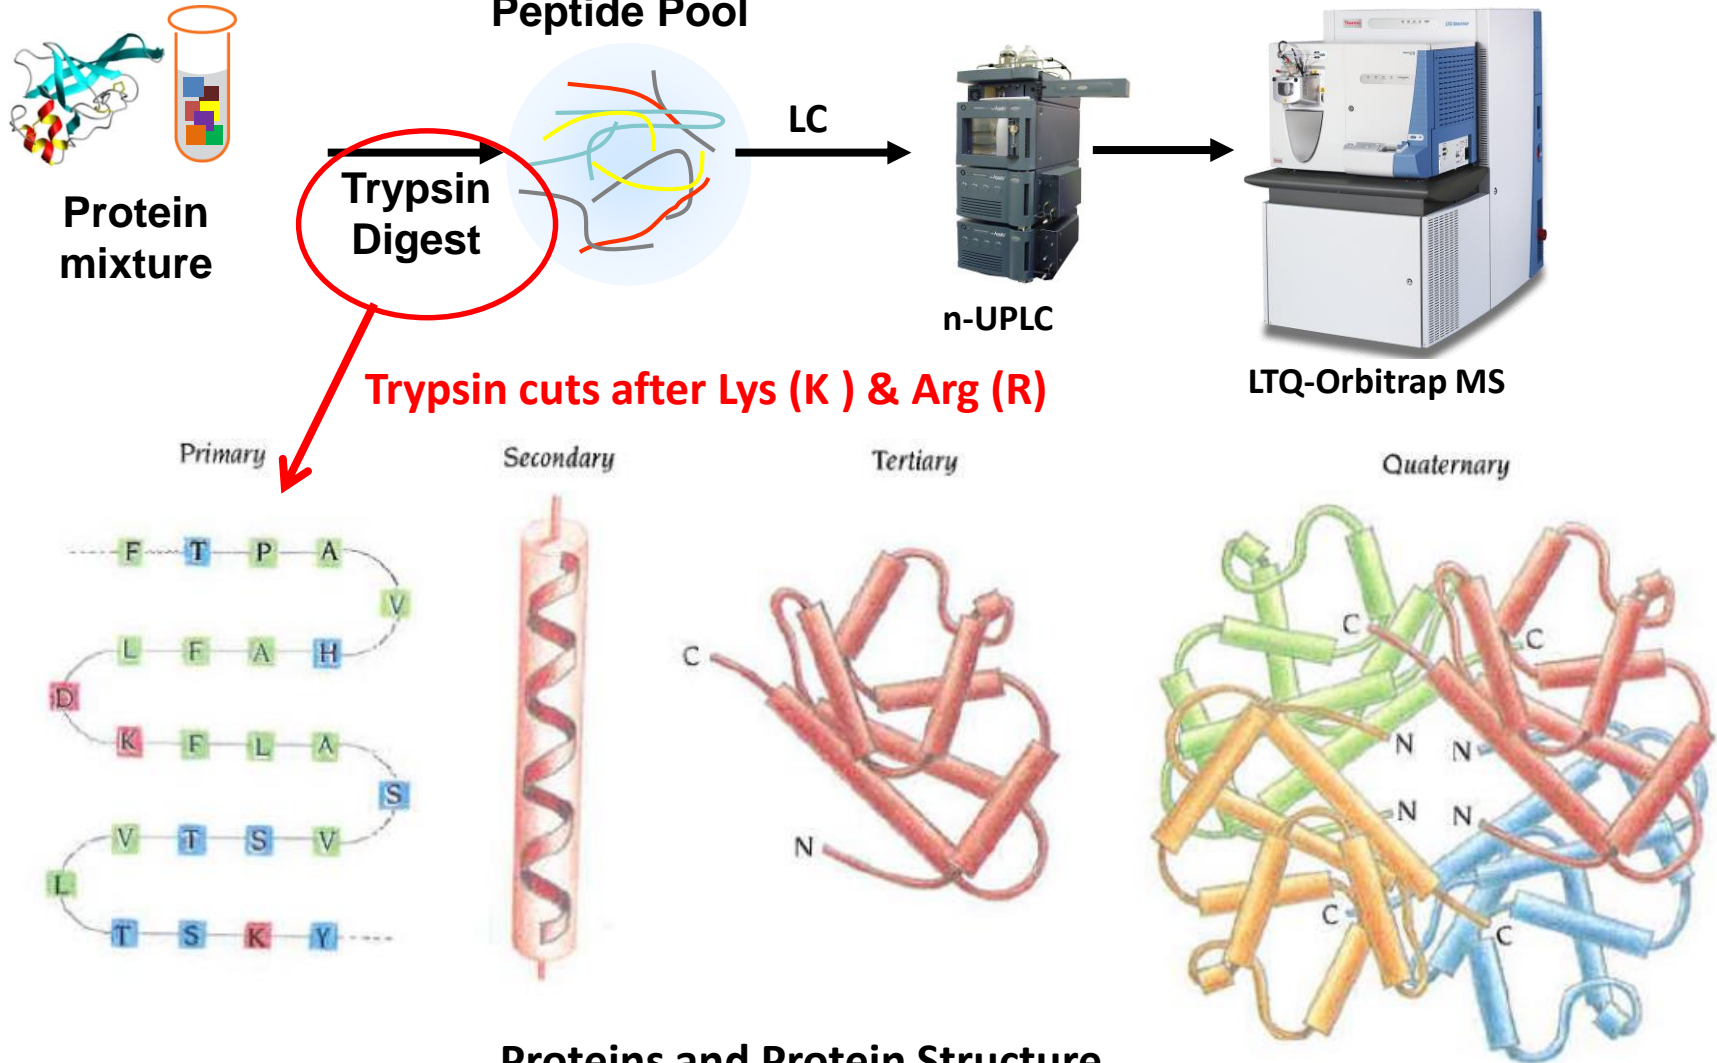 Peptide Pool
Protein
mixture
Trypsin
Digest
LC
n-UPLC
LTQ-Orbitrap MS
Trypsin cuts after Lys (K ) & Arg (R)
Primary
Secondary
Tertiary
Quaternary
F T P A
V
L F A H
D
K F L A
S
V T S V
L
T S K Y
C
N
C
C
N N
N N
C
C
Proteins and Protein Structure